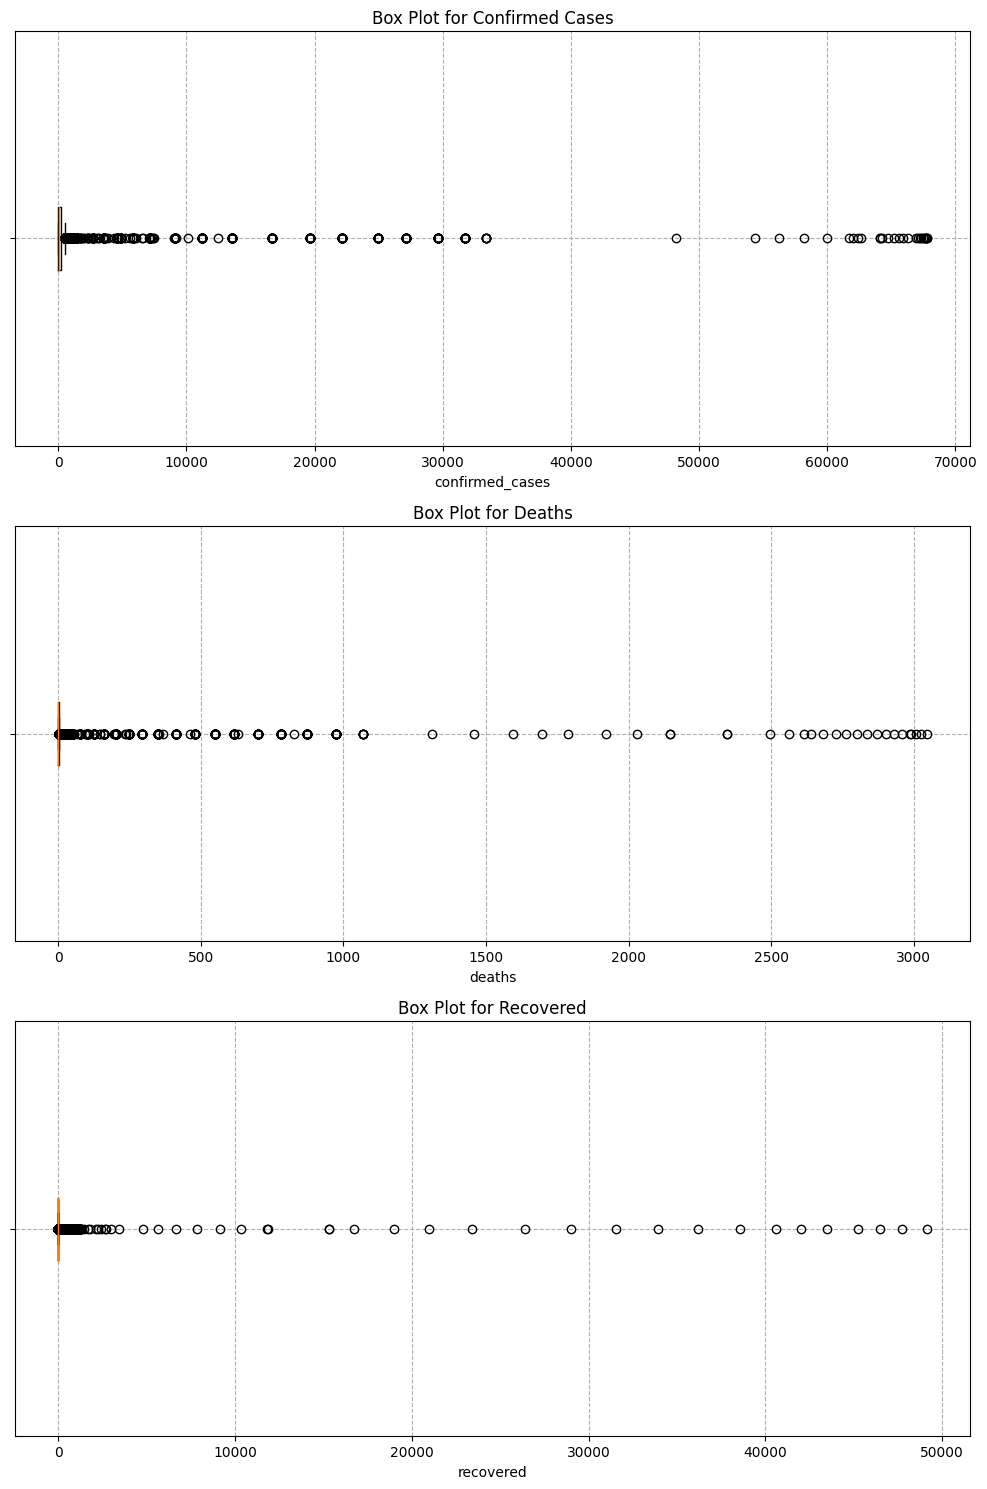 Box Plot for Confirmed Cases
0 10000 20000 30000 40000 50000 60000 70000
confirmed_cases
Box Plot for Deaths
0 500 1000 1500 2000 2500 3000
deaths
Box Plot for Recovered
0 10000 20000 30000 40000 50000
recovered